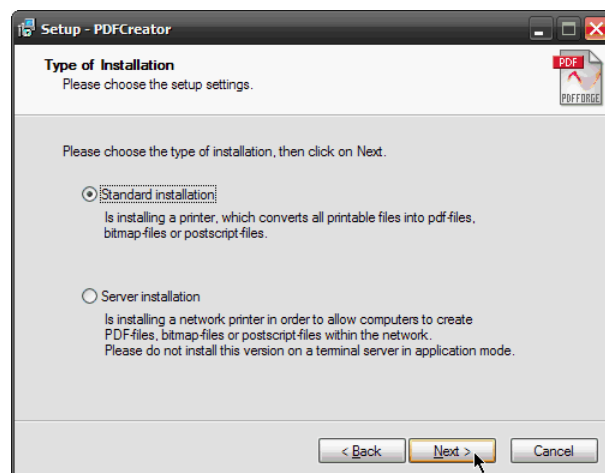 Setup - PDFCreator
Type of Installation
Please choose the setup settings.
PDF
PDFFORGE
Please choose the type of installation, then click on Next.
Standard installation
Is installing a printer, which converts all printable files into pdf-files,
bitmap-files or postscript-files.
Server installation
Is installing a network printer in order to allow computers to create
PDF-files, bitmap-files or postscript-files within the network.
Please do not install this version on a terminal server in application mode.
< Back
Next >
Cancel